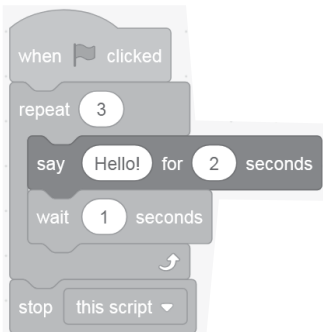 when clicked
repeat 3
say Hello! for 2 seconds
wait 1 seconds
stop this script